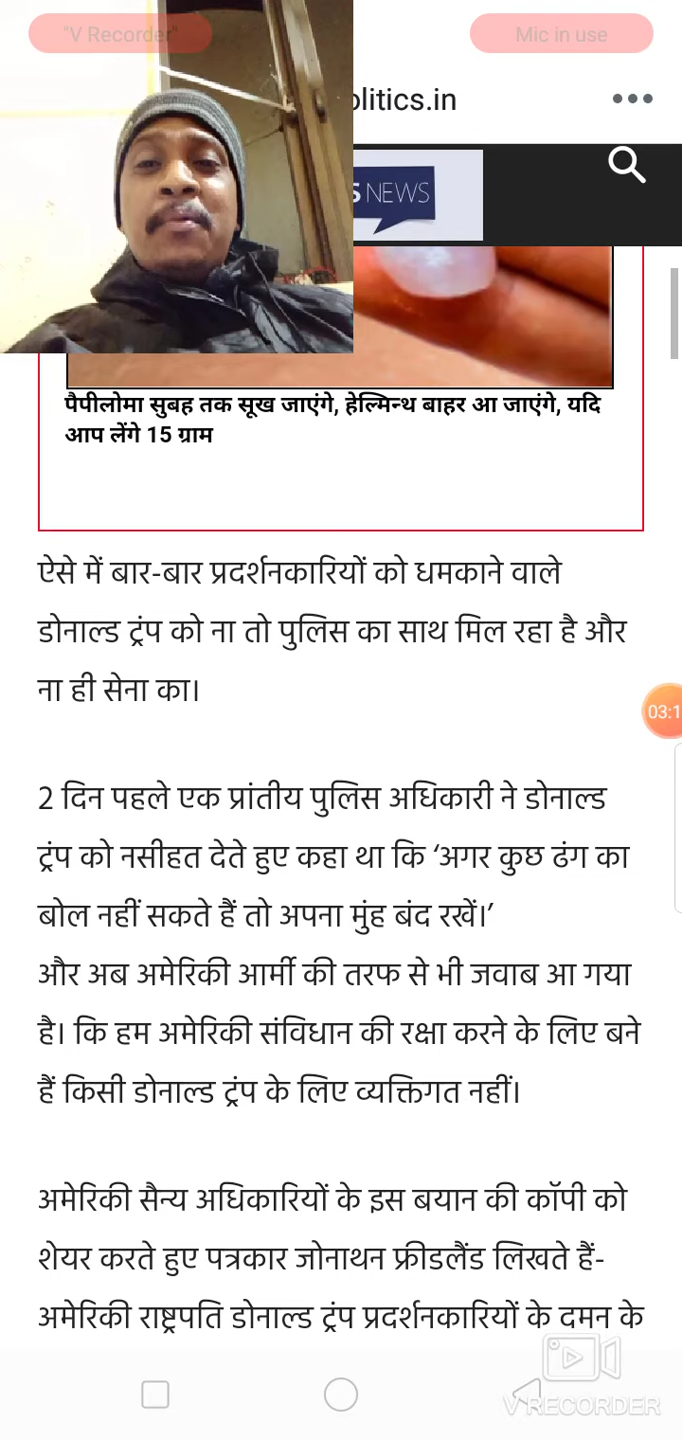 "V Recorder"
Mic in use
olitics.in
S NEWS
पैपीलोमा सुबह तक सूख जाएंगे, हेल्मिन्थ बाहर आ जाएंगे, यदि
आप लेंगे 15 ग्राम
ऐसे में बार-बार प्रदर्शनकारियों को धमकाने वाले
डोनाल्ड ट्रंप को ना तो पुलिस का साथ मिल रहा है और
ना ही सेना का।
03:1
2 दिन पहले एक प्रांतीय पुलिस अधिकारी ने डोनाल्ड
ट्रंप को नसीहत देते हुए कहा था कि ‘अगर कुछ ढंग का
बोल नहीं सकते हैं तो अपना मुंह बंद रखें।’
और अब अमेरिकी आर्मी की तरफ से भी जवाब आ गया
है। कि हम अमेरिकी संविधान की रक्षा करने के लिए बने
हैं किसी डोनाल्ड ट्रंप के लिए व्यक्तिगत नहीं।
अमेरिकी सैन्य अधिकारियों के इस बयान की कॉपी को
शेयर करते हुए पत्रकार जोनाथन फ्रीडलैंड लिखते हैं-
अमेरिकी राष्ट्रपति डोनाल्ड ट्रंप प्रदर्शनकारियों के दमन के
V RECORDER